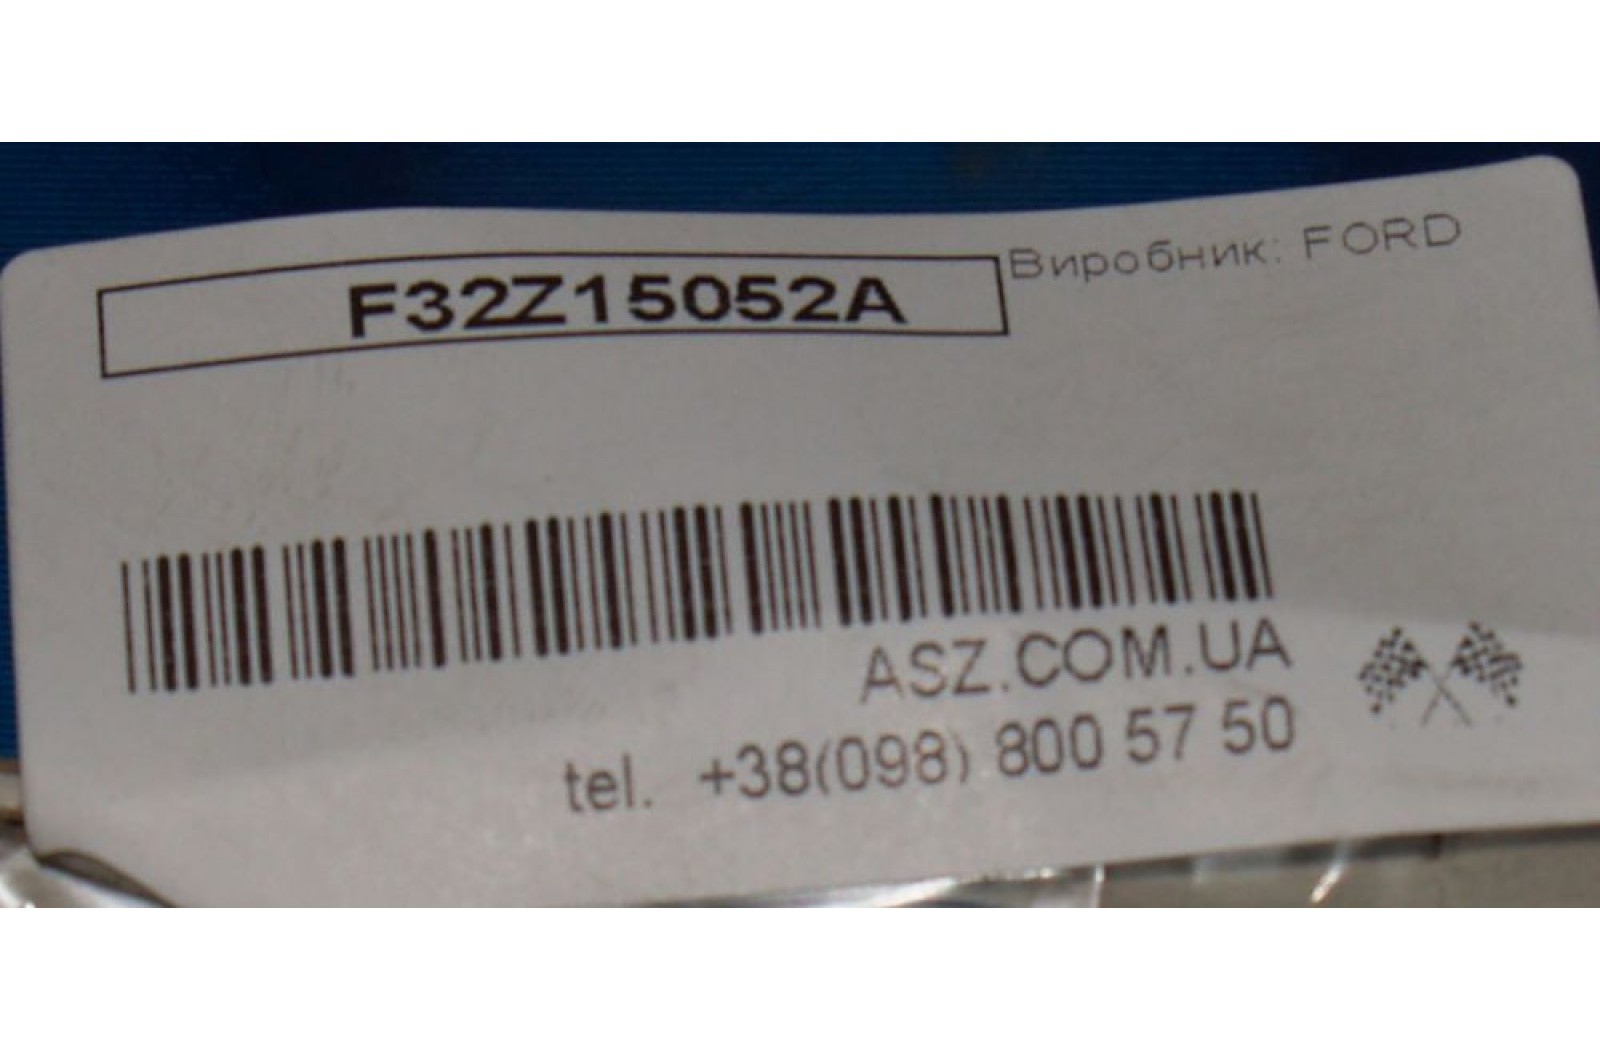 F32Z15052A
Виробник: FORD
ASZ.COM.UA
tel. +38(098) 800 57 50